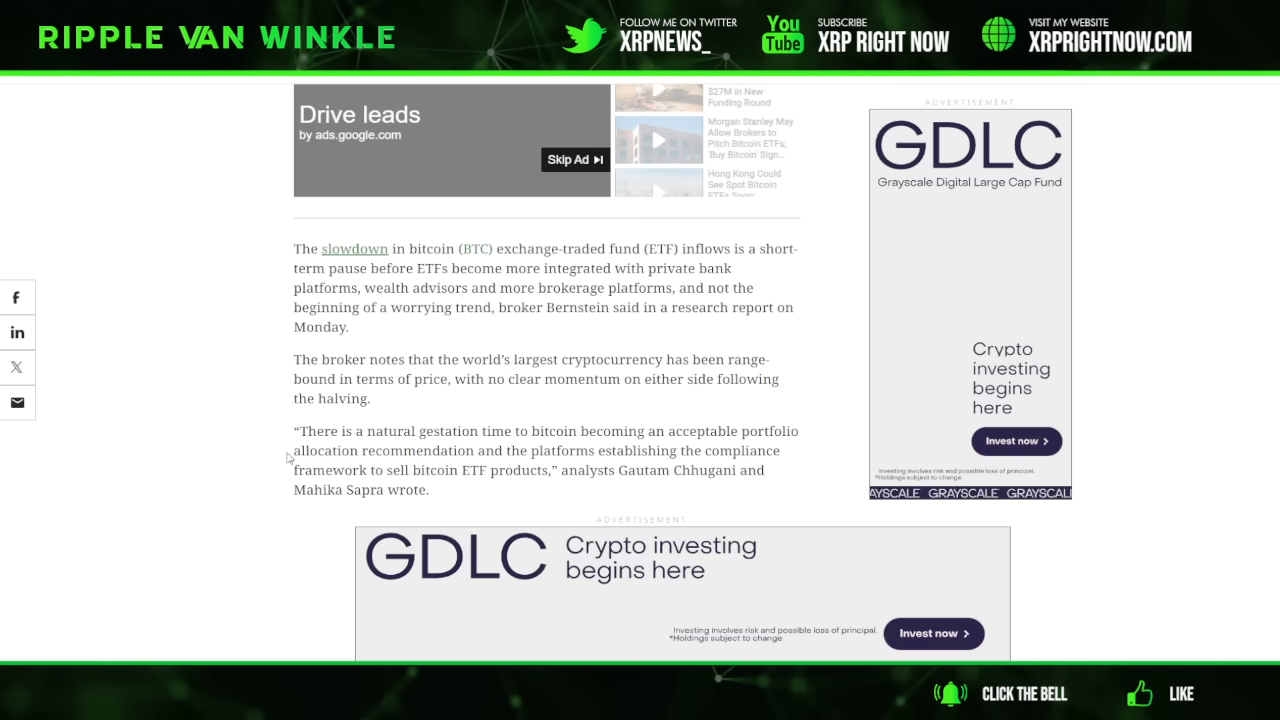 RIPPLE VAN WINKLE
FOLLOW ME ON TWITTER
XRPNEWS_
You
Tube
SUBSCRIBE
XRP RIGHT NOW
VISIT MY WEBSITE
XRPRIGHTNOW.COM
Drive leads
by ads.google.com
Skip Ad
$27M in New
Funding Round
Morgan Stanley May
Allow Brokers to
Pitch Bitcoin ETFs;
'Buy Bitcoin' Sign...
Hong Kong Could
See Spot Bitcoin
ETFs Soon:
The slowdown in bitcoin (BTC) exchange-traded fund (ETF) inflows is a short-
term pause before ETFs become more integrated with private bank
platforms, wealth advisors and more brokerage platforms, and not the
beginning of a worrying trend, broker Bernstein said in a research report on
Monday.
The broker notes that the world's largest cryptocurrency has been range-
bound in terms of price, with no clear momentum on either side following
the halving.
“There is a natural gestation time to bitcoin becoming an acceptable portfolio
allocation recommendation and the platforms establishing the compliance
framework to sell bitcoin ETF products,” analysts Gautam Chhugani and
Mahika Sapra wrote.
ADVERTISEMENT
GDLC
Grayscale Digital Large Cap Fund
Crypto
investing
begins
here
Invest now
Investing involves risk and possible loss of principal.
*Holdings subject to change
AYSCALE GRAYSCALE GRAYSCAL
ADVERTISEMENT
GDLC
Crypto investing
begins here
Investing involves risk and possible loss of principal.
*Holdings subject to change
Invest now
CLICK THE BELL
LIKE